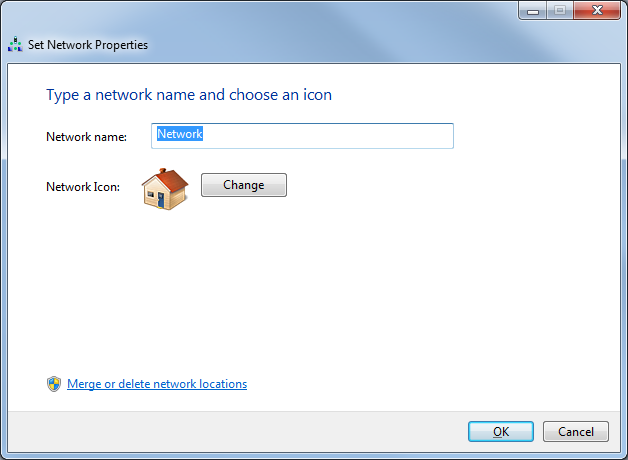 Set Network Properties
Type a network name and choose an icon
Network name: Network
Network Icon: Change
Merge or delete network locations
OK Cancel